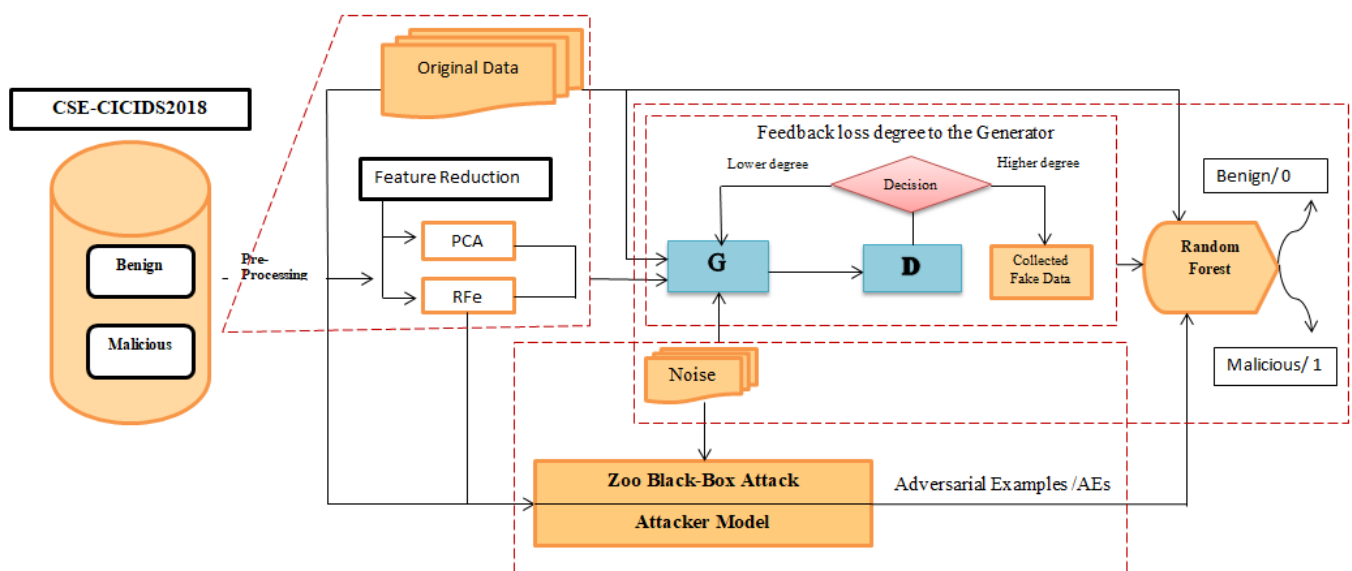 CSE-CICIDS2018
Benign
Malicious
Pre-
Processing
Original Data
Feature Reduction
PCA
RFe
Feedback loss degree to the Generator
Lower degree
Decision
Higher degree
G
D
Collected
Fake Data
Noise
Zoo Black-Box Attack
Attacker Model
Adversarial Examples /AEs
Random
Forest
Benign/ 0
Malicious/ 1